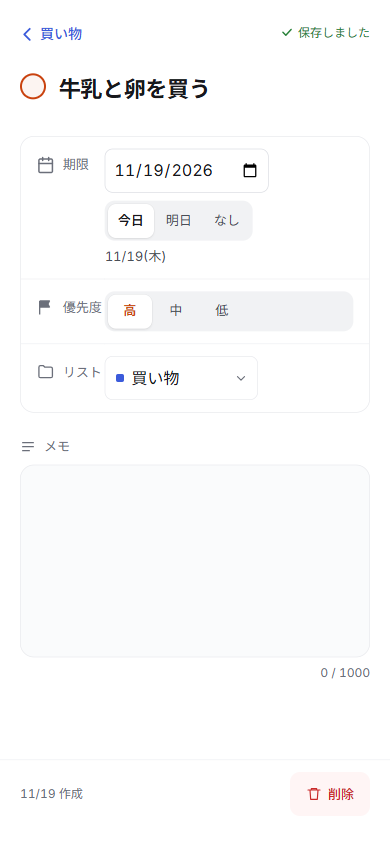 買い物
保存しました
牛乳と卵を買う
期限
11/19/2026
今日 明日 なし
11/19(木)
優先度
高 中 低
リスト
買い物
メモ
0 / 1000
11/19 作成
削除